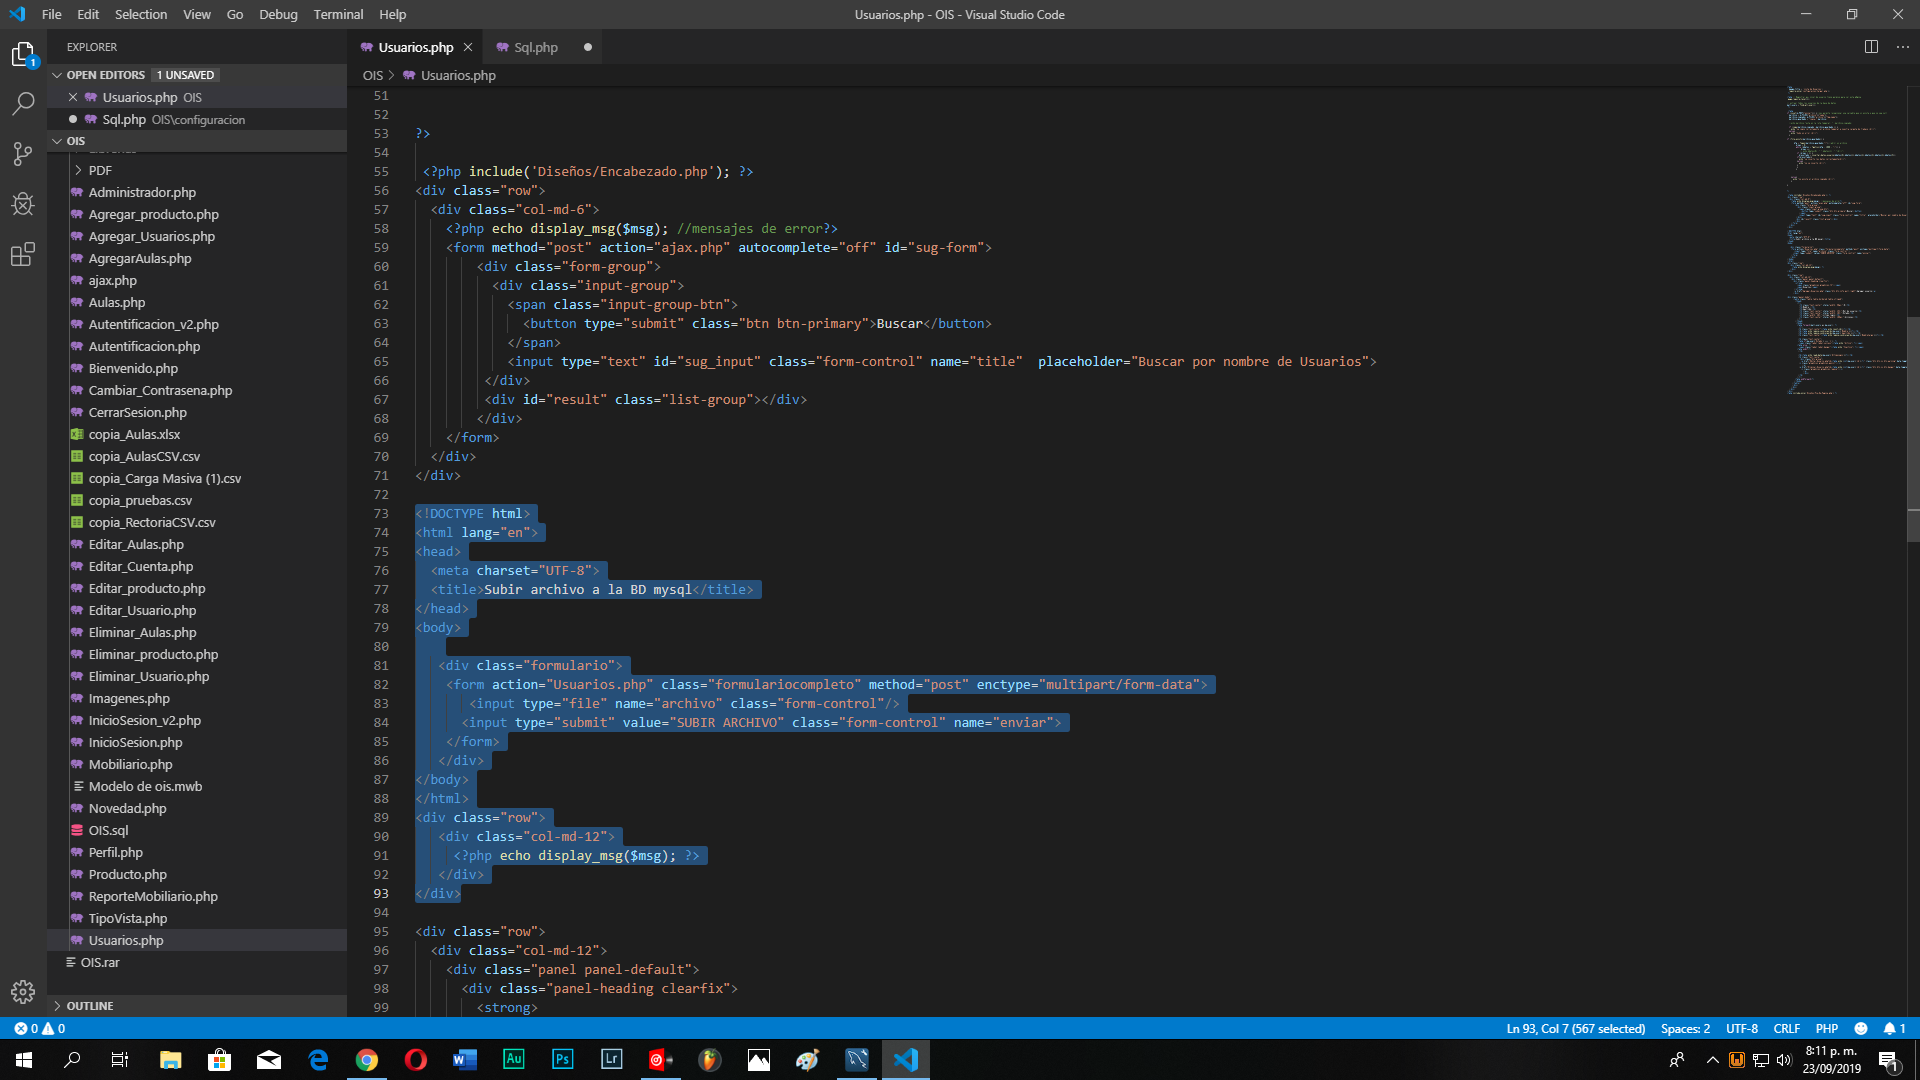 File Edit Selection View Go Debug Terminal Help
Usuarios.php - OIS - Visual Studio Code
EXPLORER
OPEN EDITORS 1 UNSAVED
Usuarios.php OIS
Sql.php OIS\configuracion
OIS
PDF
Administrador.php
Agregar_producto.php
Agregar_Usuarios.php
AgregarAulas.php
ajax.php
Aulas.php
Autentificacion_v2.php
Autentificacion.php
Bienvenido.php
Cambiar_Contrasena.php
CerrarSesion.php
copia_Aulas.xlsx
copia_AulasCSV.csv
copia_Carga Masiva (1).csv
copia_pruebas.csv
copia_RectoriaCSV.csv
Editar_Aulas.php
Editar_Cuenta.php
Editar_producto.php
Editar_Usuario.php
Eliminar_Aulas.php
Eliminar_producto.php
Eliminar_Usuario.php
Imagenes.php
InicioSesion_v2.php
InicioSesion.php
Mobiliario.php
Modelo de ois.mwb
Novedad.php
OIS.sql
Perfil.php
Producto.php
ReporteMobiliario.php
TipoVista.php
Usuarios.php
OIS.rar
OUTLINE
1
Usuarios.php Sql.php
OIS > Usuarios.php
51
52
53 ?>
54
55 <?php include('Diseños/Encabezado.php'); ?>
56 <div class="row">
57 <div class="col-md-6">
58 <?php echo display_msg($msg); //mensajes de error?>
59 <form method="post" action="ajax.php" autocomplete="off" id="sug-form">
60 <div class="form-group">
61 <div class="input-group">
62 <span class="input-group-btn">
63 <button type="submit" class="btn btn-primary">Buscar</button>
64 </span>
65 <input type="text" id="sug_input" class="form-control" name="title"  placeholder="Buscar por nombre de Usuarios">
66 </div>
67 <div id="result" class="list-group"></div>
68 </div>
69 </form>
70 </div>
71 </div>
72
73 <!DOCTYPE html>
74 <html lang="en">
75 <head>
76 <meta charset="UTF-8">
77 <title>Subir archivo a la BD mysql</title>
78 </head>
79 <body>
80
81 <div class="formulario">
82 <form action="Usuarios.php" class="formulariocompleto" method="post" enctype="multipart/form-data">
83 <input type="file" name="archivo" class="form-control"/>
84 <input type="submit" value="SUBIR ARCHIVO" class="form-control" name="enviar">
85 </form>
86 </div>
87 </body>
88 </html>
89 <div class="row">
90 <div class="col-md-12">
91 <?php echo display_msg($msg); ?>
92 </div>
93 </div>
94
95 <div class="row">
96 <div class="col-md-12">
97 <div class="panel panel-default">
98 <div class="panel-heading clearfix">
99 <strong>
0 0
Ln 93, Col 7 (567 selected) Spaces: 2 UTF-8 CRLF PHP 1
Au Ps Lr
8:11 p. m.
23/09/2019
1